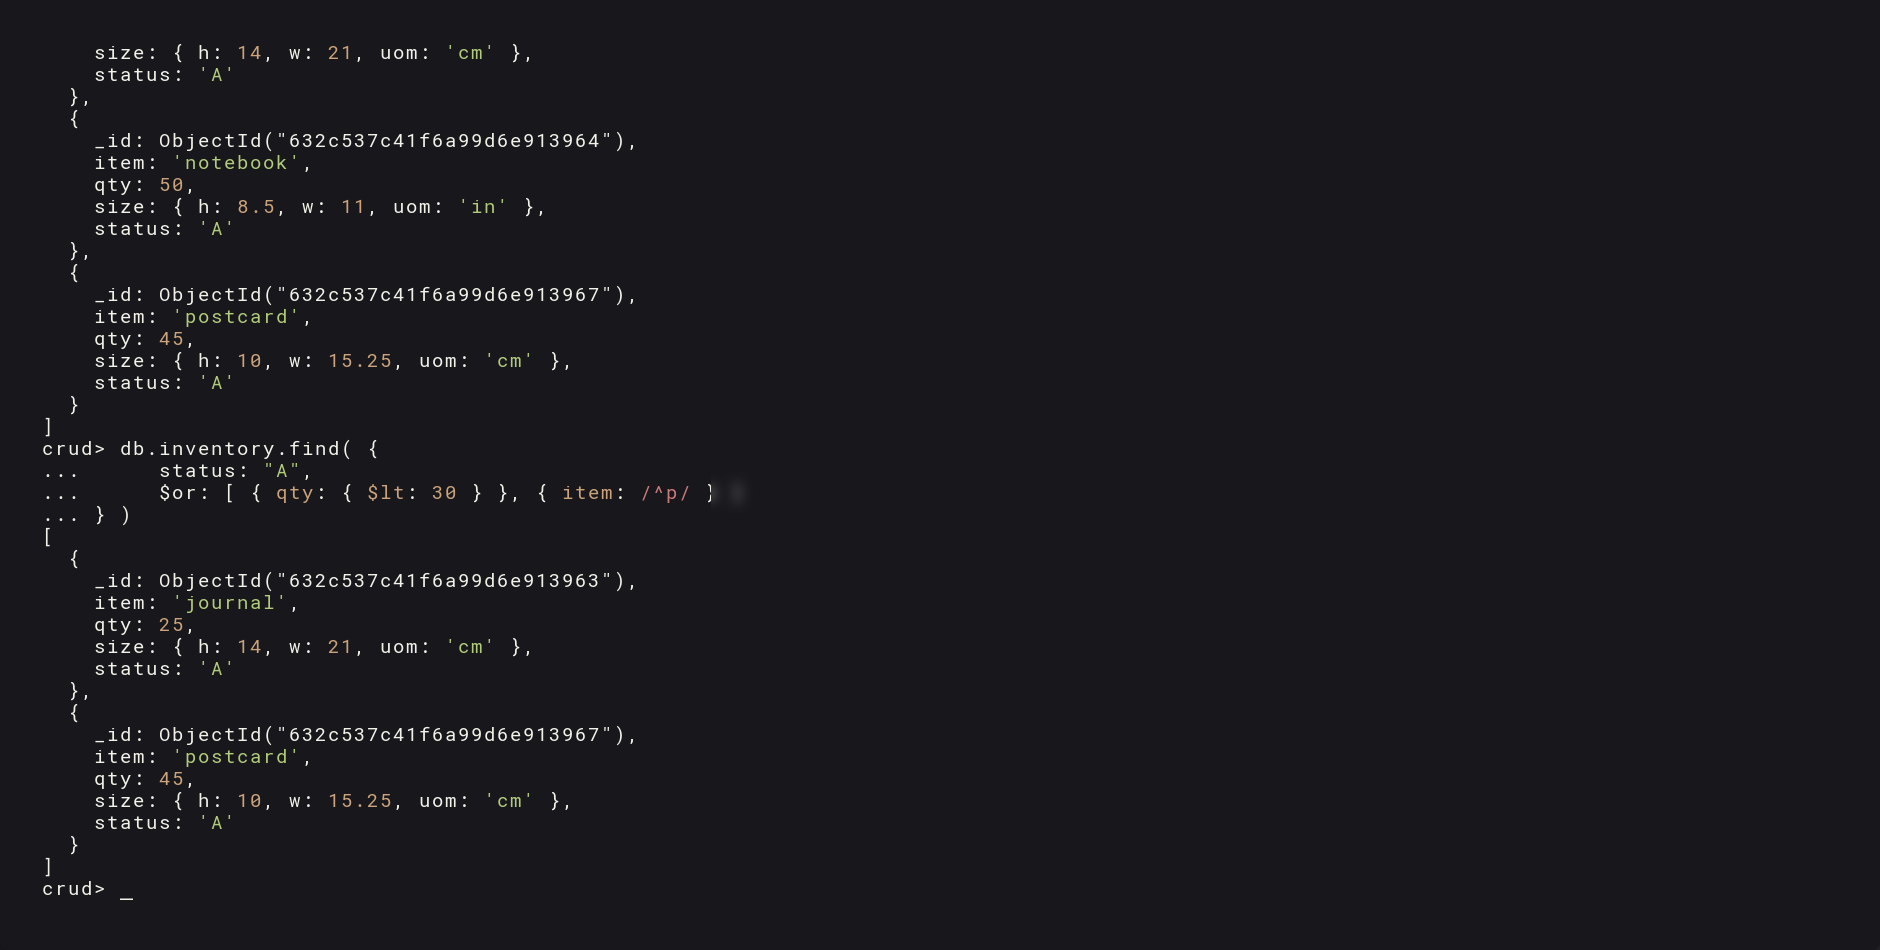 size: { h: 14, w: 21, uom: 'cm' },
    status: 'A'
  },
  {
    _id: ObjectId("632c537c41f6a99d6e913964"),
    item: 'notebook',
    qty: 50,
    size: { h: 8.5, w: 11, uom: 'in' },
    status: 'A'
  },
  {
    _id: ObjectId("632c537c41f6a99d6e913967"),
    item: 'postcard',
    qty: 45,
    size: { h: 10, w: 15.25, uom: 'cm' },
    status: 'A'
  }
]
crud> db.inventory.find( {
...      status: "A",
...      $or: [ { qty: { $lt: 30 } }, { item: /^p/ }
... } )
[
  {
    _id: ObjectId("632c537c41f6a99d6e913963"),
    item: 'journal',
    qty: 25,
    size: { h: 14, w: 21, uom: 'cm' },
    status: 'A'
  },
  {
    _id: ObjectId("632c537c41f6a99d6e913967"),
    item: 'postcard',
    qty: 45,
    size: { h: 10, w: 15.25, uom: 'cm' },
    status: 'A'
  }
]
crud> _